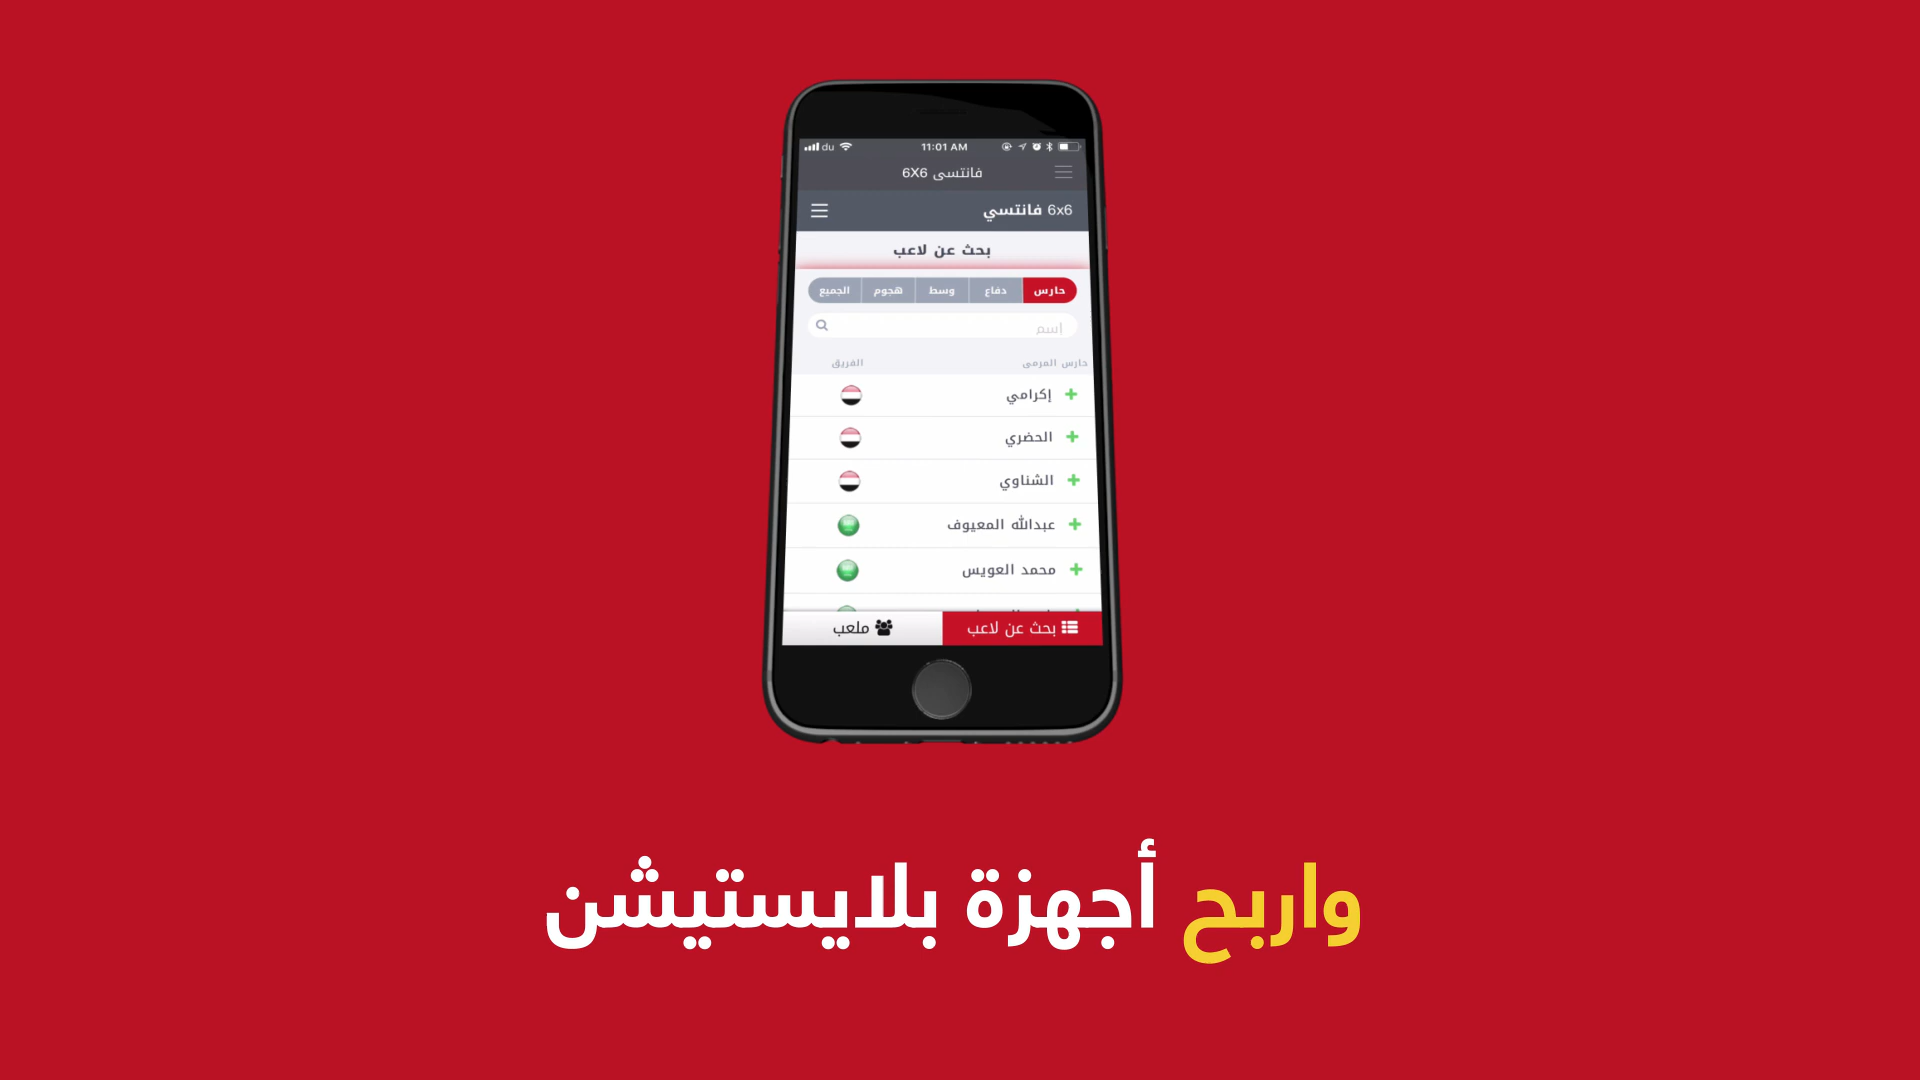 du 11:01 AM
فانتسى 6X6
6x6 فانتسي
بحث عن لاعب
حارس دفاع وسط هجوم الجميع
إسم
حارس المرمى الفريق
إكرامي
الحضري
الشناوي
عبدالله المعيوف
محمد العويس
بحث عن لاعب ملعب
واربح أجهزة بلايستيشن